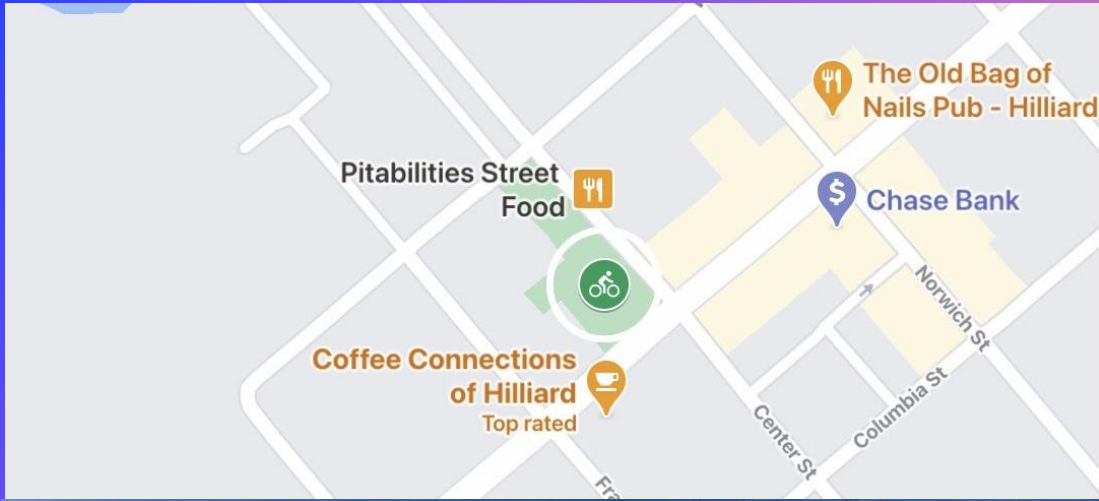 The Old Bag of
Nails Pub - Hilliard
Pitabilities Street
Food
$
Chase Bank
Norwich St
Coffee Connections
of Hilliard
Top rated
Columbia St
Center St
Fra